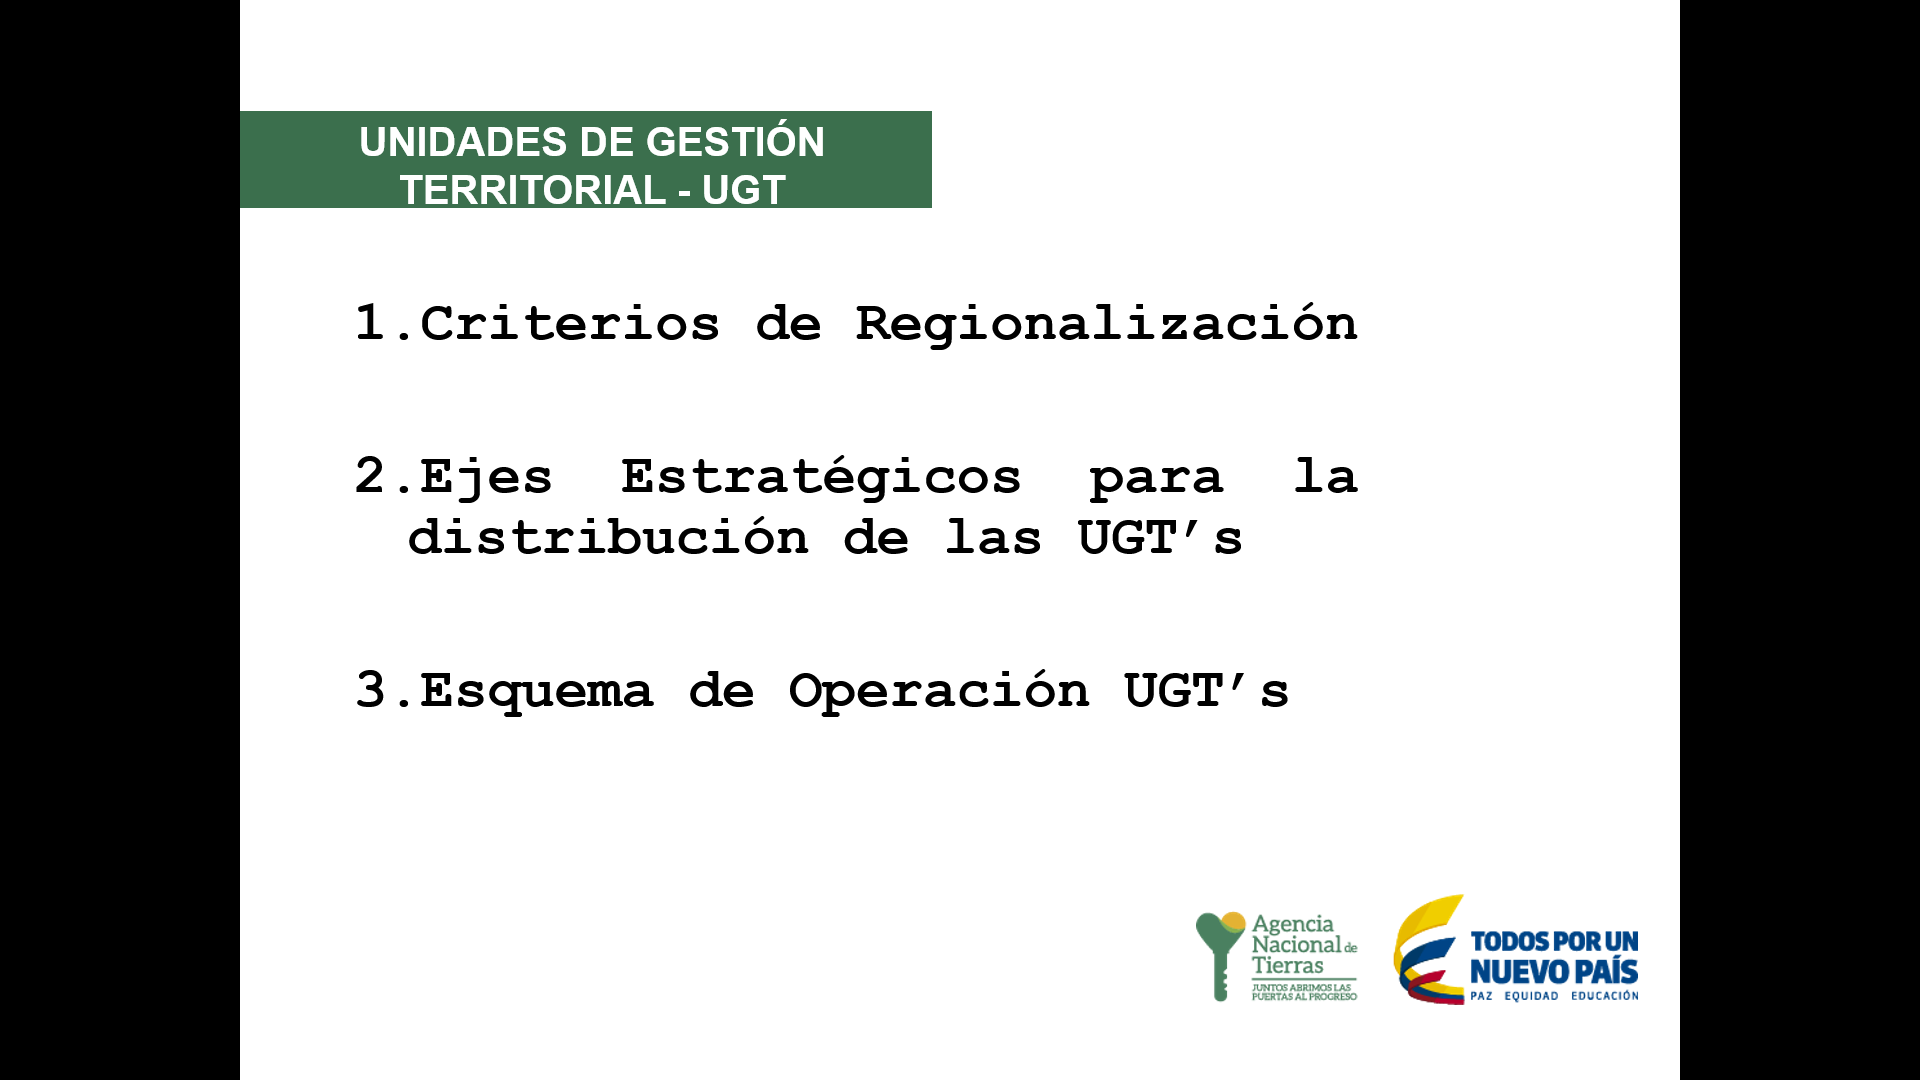 UNIDADES DE GESTIÓN
TERRITORIAL - UGT
1.Criterios de Regionalización
2.Ejes Estratégicos para la
distribución de las UGT’s
3.Esquema de Operación UGT’s
Agencia
Nacional de
Tierras
JUNTOS ABRIMOS LAS
PUERTAS AL PROGRESO
TODOS POR UN
NUEVO PAÍS
PAZ EQUIDAD EDUCACIÓN